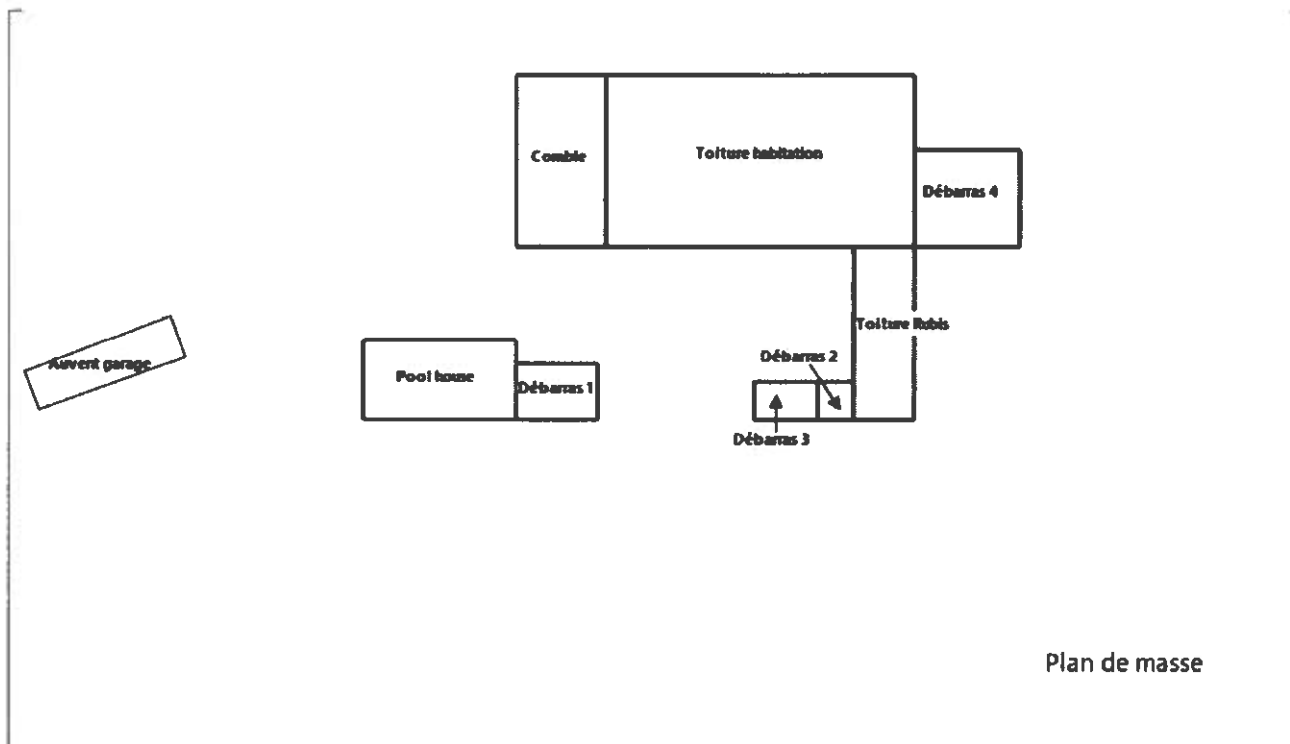 Comble
Toiture habitation
Débarras 4
Toiture Rubis
Auvent garage
Débarras 2
Pool house
Débarras 1
Débarras 3
Plan de masse